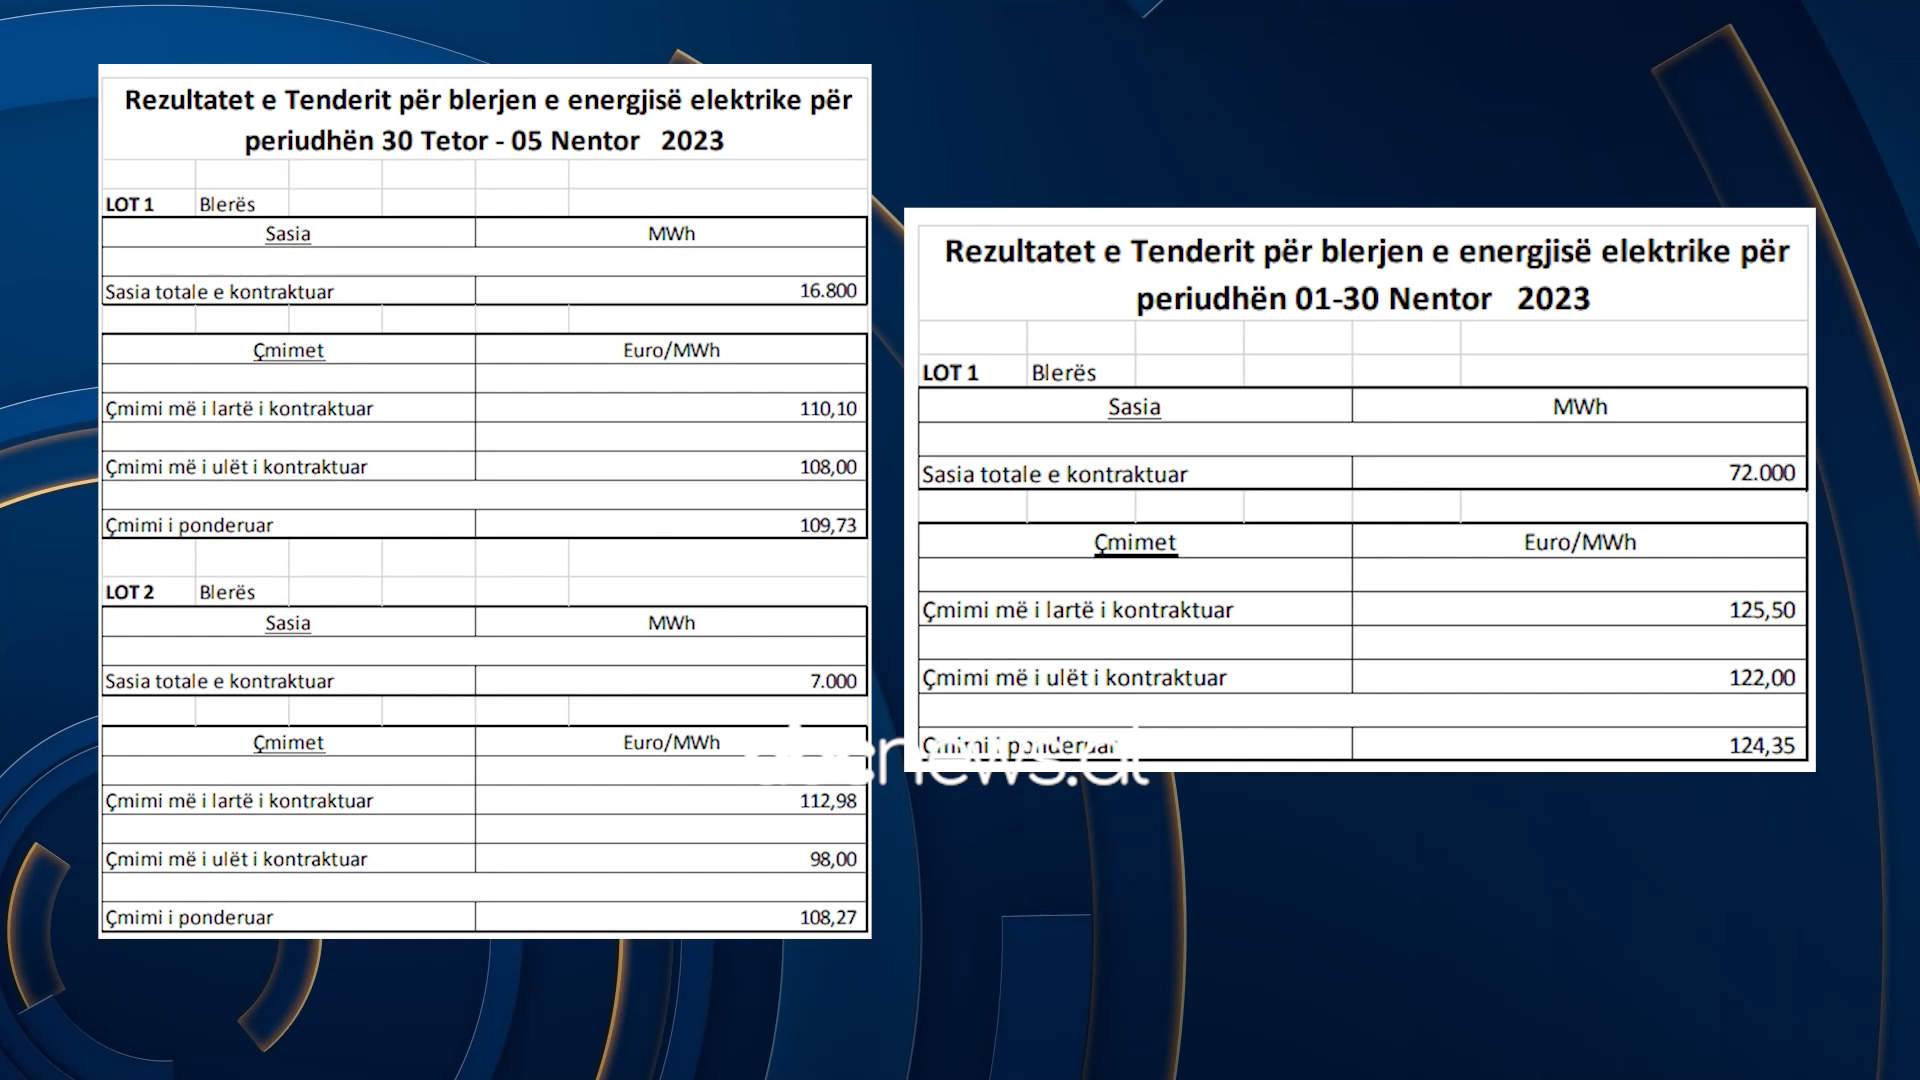 Rezultatet e Tenderit për blerjen e energjisë elektrike për
periudhën 30 Tetor - 05 Nentor 2023
LOT 1 Blerës
Sasia MWh
Sasia totale e kontraktuar 16.800
Çmimet Euro/MWh
Çmimi më i lartë i kontraktuar 110,10
Çmimi më i ulët i kontraktuar 108,00
Çmimi i ponderuar 109,73
LOT 2 Blerës
Sasia MWh
Sasia totale e kontraktuar 7.000
Çmimet Euro/MWh
Çmimi më i lartë i kontraktuar 112,98
Çmimi më i ulët i kontraktuar 98,00
Çmimi i ponderuar 108,27
Rezultatet e Tenderit për blerjen e energjisë elektrike për
periudhën 01-30 Nentor 2023
LOT 1 Blerës
Sasia MWh
Sasia totale e kontraktuar 72.000
Çmimet Euro/MWh
Çmimi më i lartë i kontraktuar 125,50
Çmimi më i ulët i kontraktuar 122,00
Çmimi i ponderuar 124,35